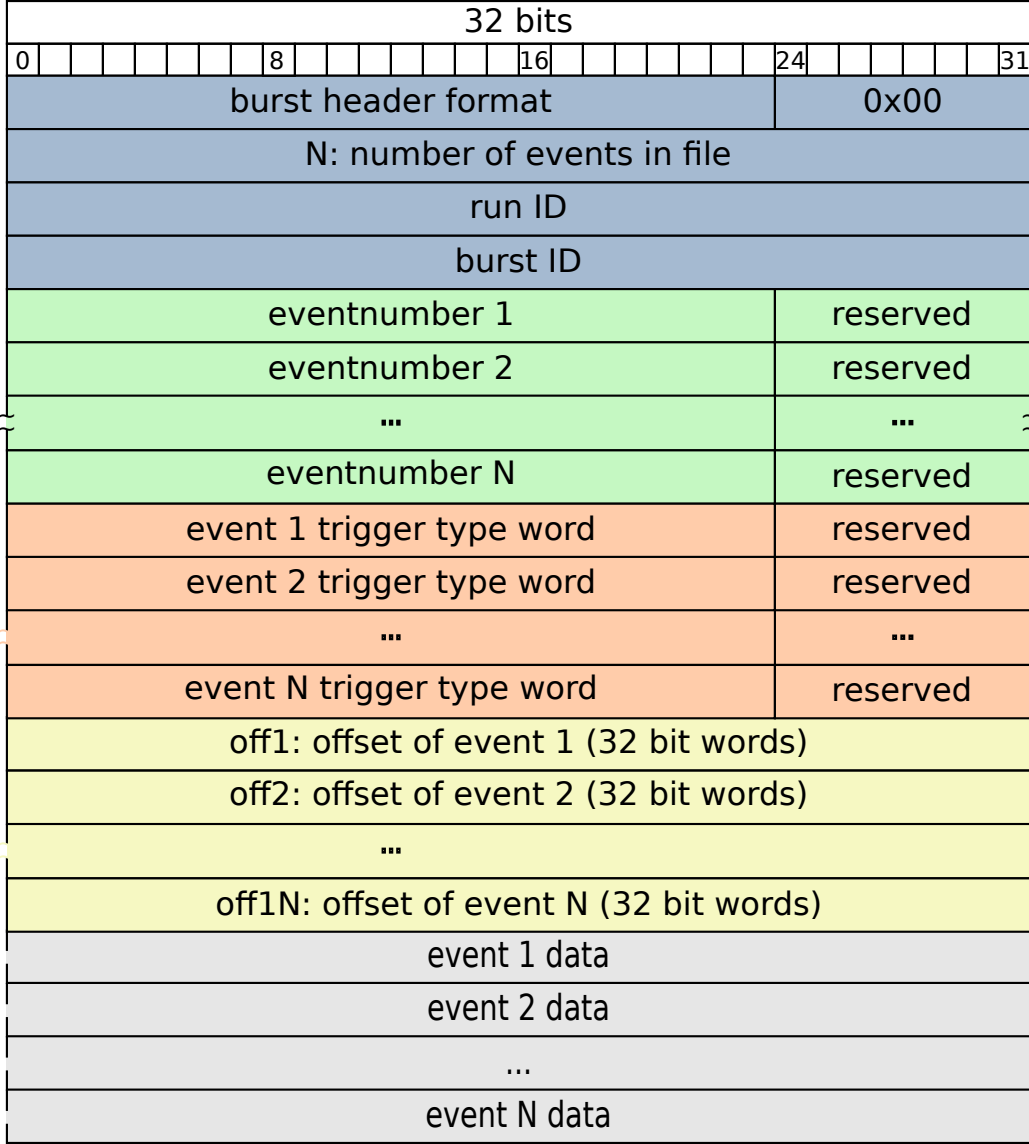 32 bits
0 8 16 24 31
burst header format 0x00
N: number of events in file
run ID
burst ID
eventnumber 1 reserved
eventnumber 2 reserved
... ...
eventnumber N reserved
event 1 trigger type word reserved
event 2 trigger type word reserved
... ...
event N trigger type word reserved
off1: offset of event 1 (32 bit words)
off2: offset of event 2 (32 bit words)
...
off1N: offset of event N (32 bit words)
event 1 data
event 2 data
...
event N data